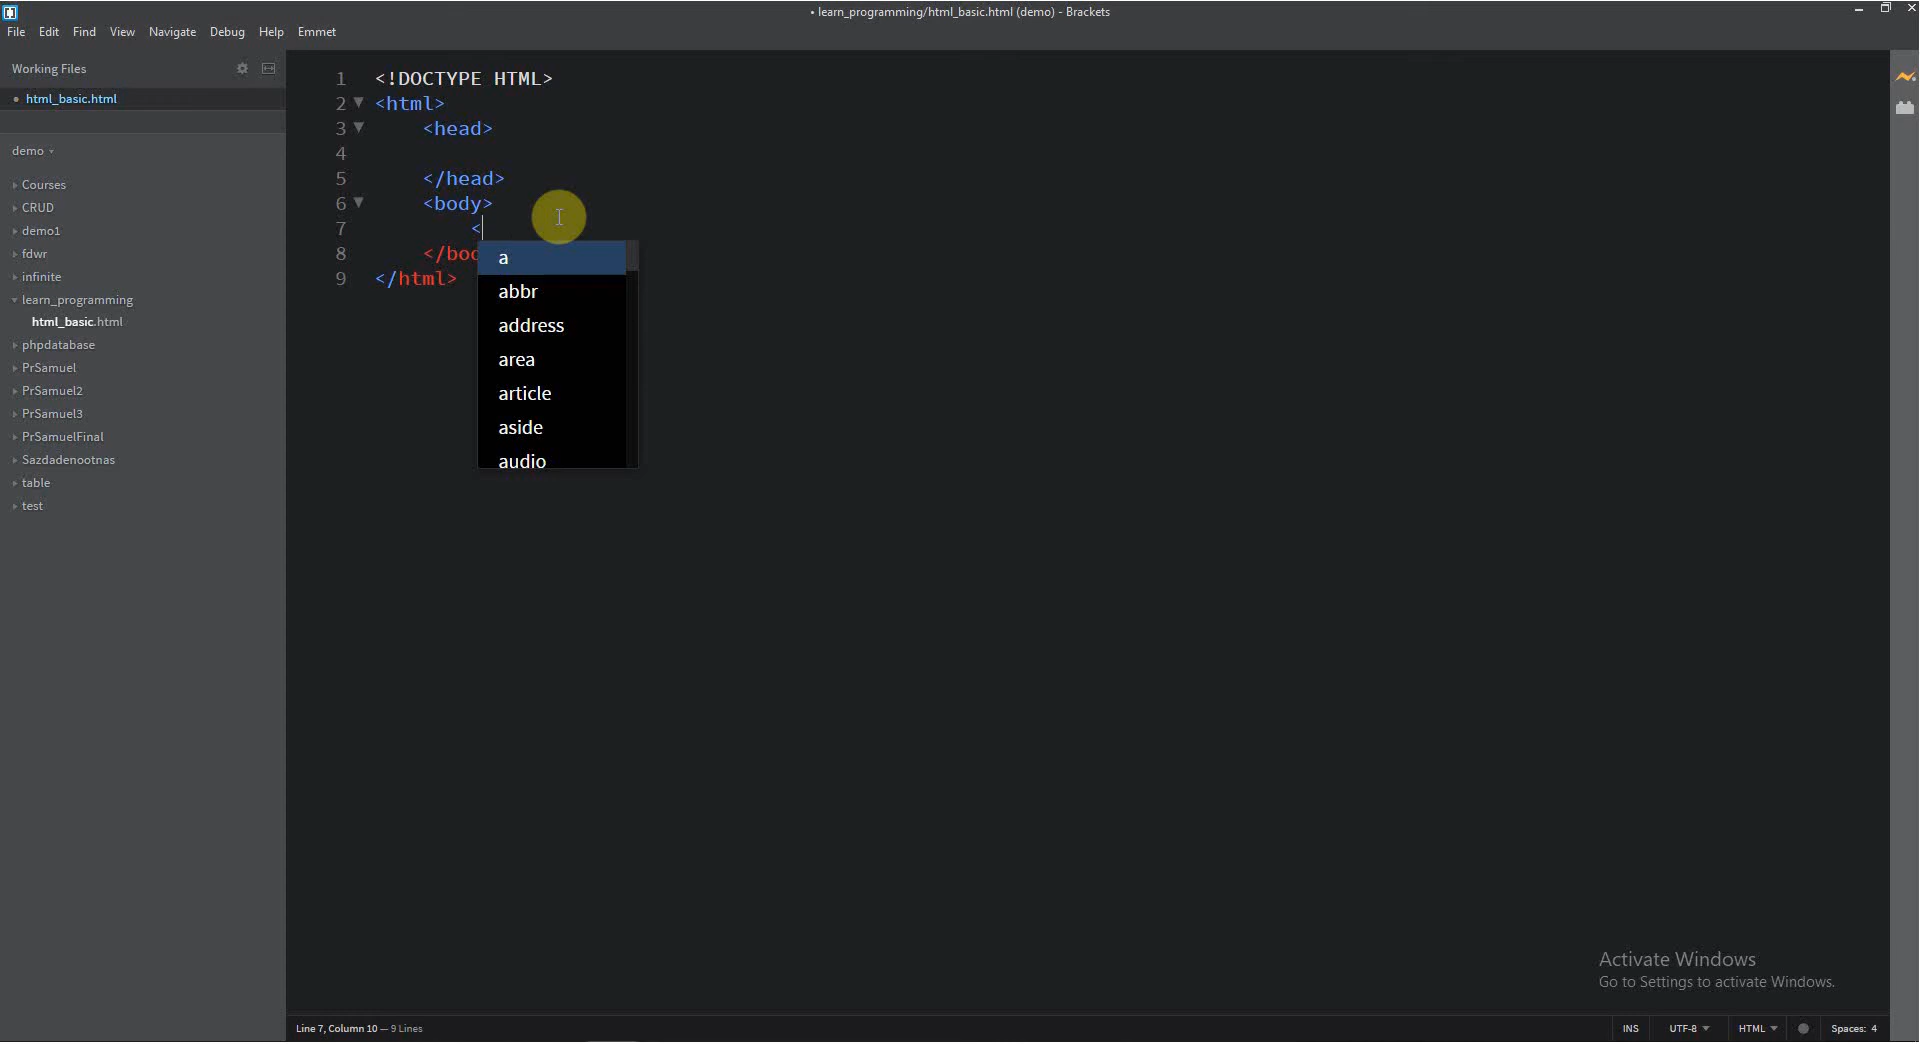 • learn_programming/html_basic.html (demo) - Brackets
File Edit Find View Navigate Debug Help Emmet
Working Files
• html_basic.html
demo
Courses
CRUD
demo1
fdwr
infinite
learn_programming
html_basic.html
phpdatabase
PrSamuel
PrSamuel2
PrSamuel3
PrSamuelFinal
Sazdadenootnas
table
test
1 <!DOCTYPE HTML>
2 <html>
3 <head>
4
5 </head>
6 <body>
7 <
8 </bod
9 </html>
a
abbr
address
area
article
aside
audio
Activate Windows
Go to Settings to activate Windows.
Line 7, Column 10 — 9 Lines
INS UTF-8 HTML Spaces: 4